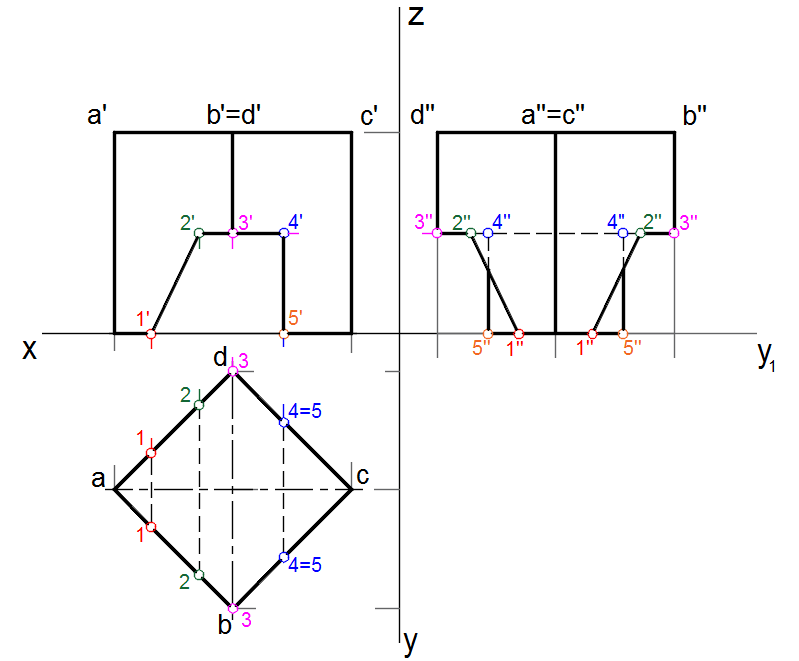 z
a' b'=d' c' d" a"=c" b"
2' 3' 4' 3" 2" 4" 4" 2" 3"
1' 5' 5" 1" 1" 5"
x y₁
d 3
2 4=5
1
a c
1
2 4=5
b 3
y